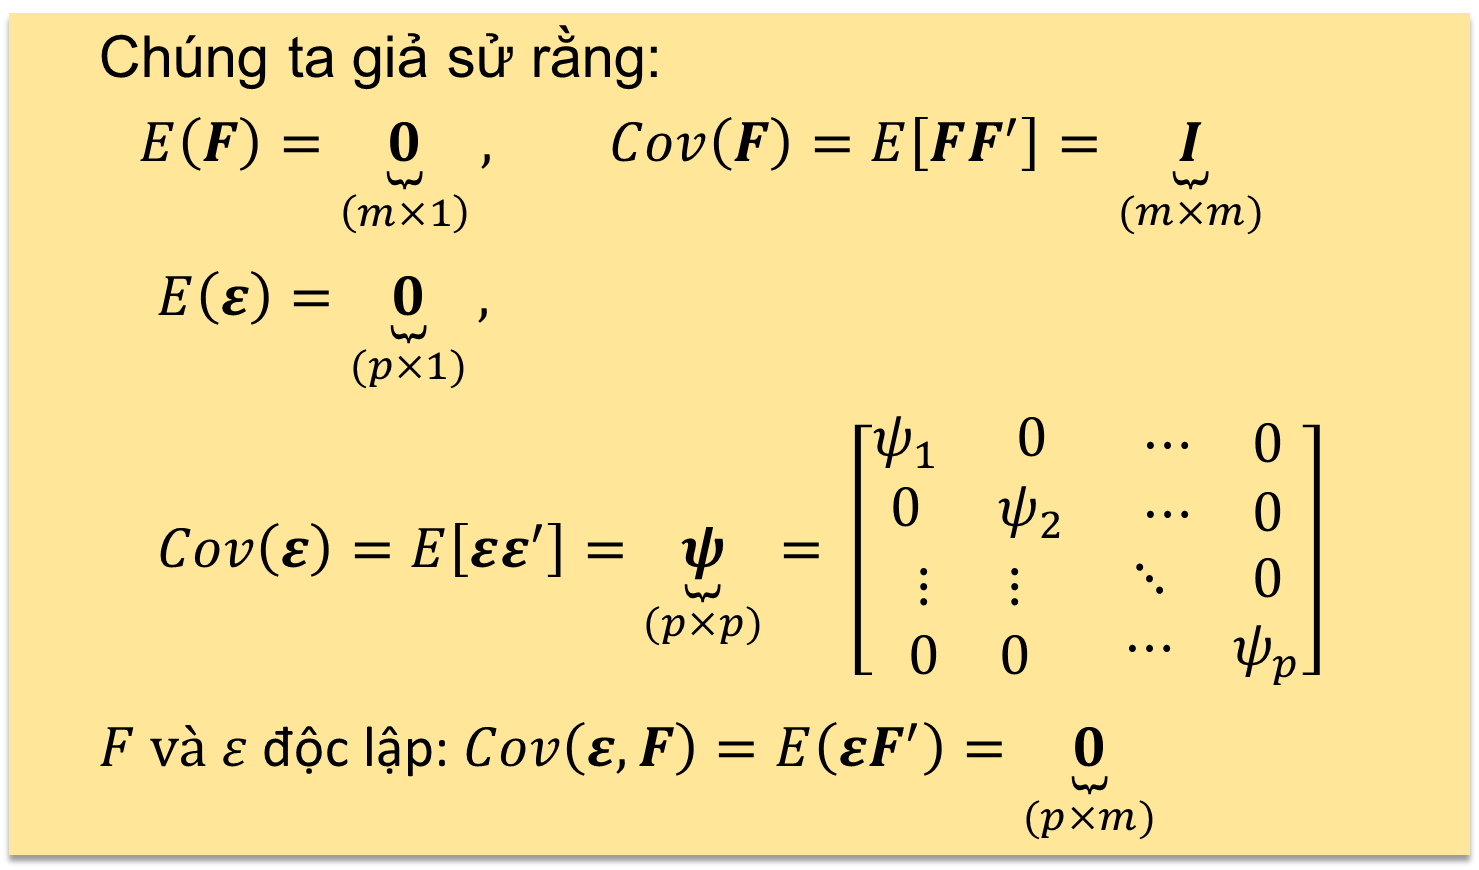 Chúng ta giả sử rằng:
E(F) = 0 , Cov(F) = E[FF′] = I
(m×1) (m×m)
E(ε) = 0 ,
(p×1)
ψ₁ 0 ⋯ 0
0 ψ₂ ⋯ 0
Cov(ε) = E[εε′] = ψ =
⋮ ⋮ ⋱ 0
(p×p)
0 0 ⋯ ψₚ
F và ε độc lập: Cov(ε, F) = E(εF′) = 0
(p×m)